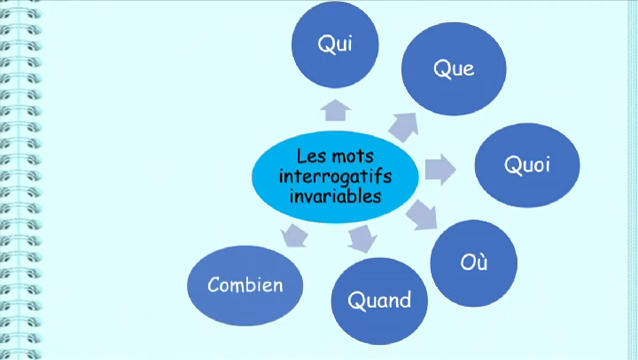 Qui
Que
Les mots
interrogatifs
invariables
Quoi
Où
Quand
Combien